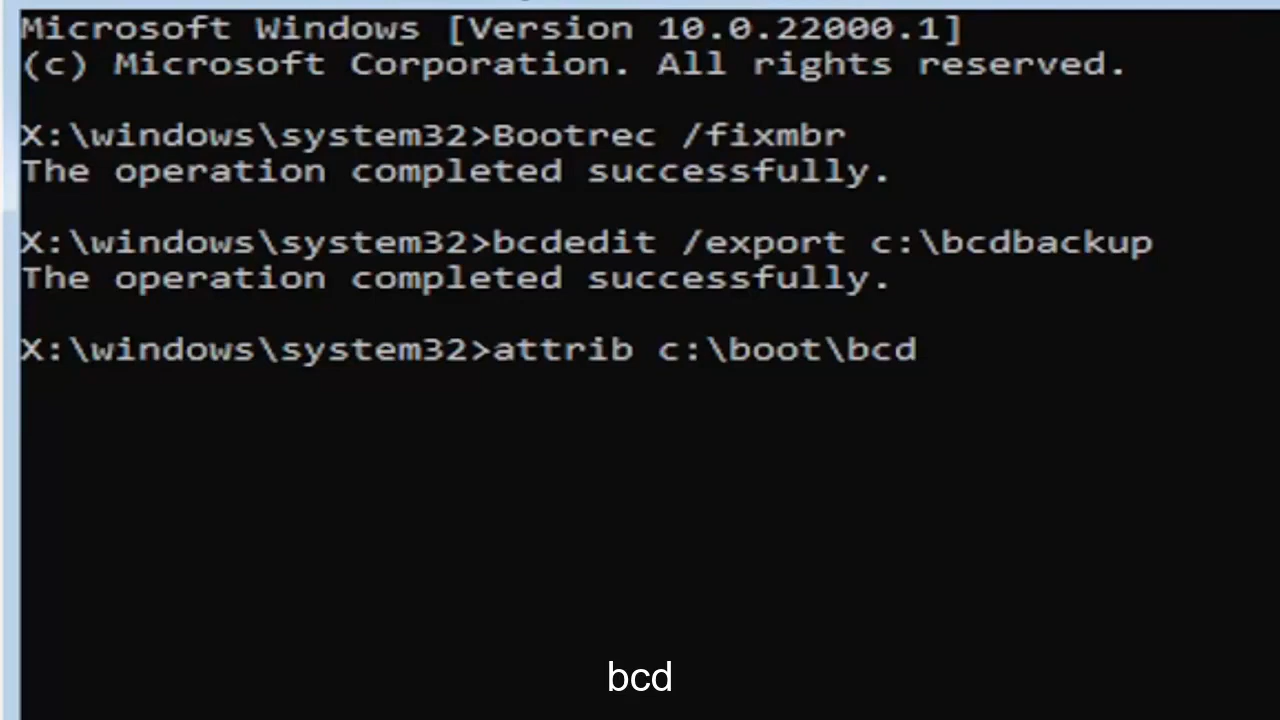 Microsoft Windows [Version 10.0.22000.1]
(c) Microsoft Corporation. All rights reserved.
X:\windows\system32>Bootrec /fixmbr
The operation completed successfully.
X:\windows\system32>bcdedit /export c:\bcdbackup
The operation completed successfully.
X:\windows\system32>attrib c:\boot\bcd
bcd